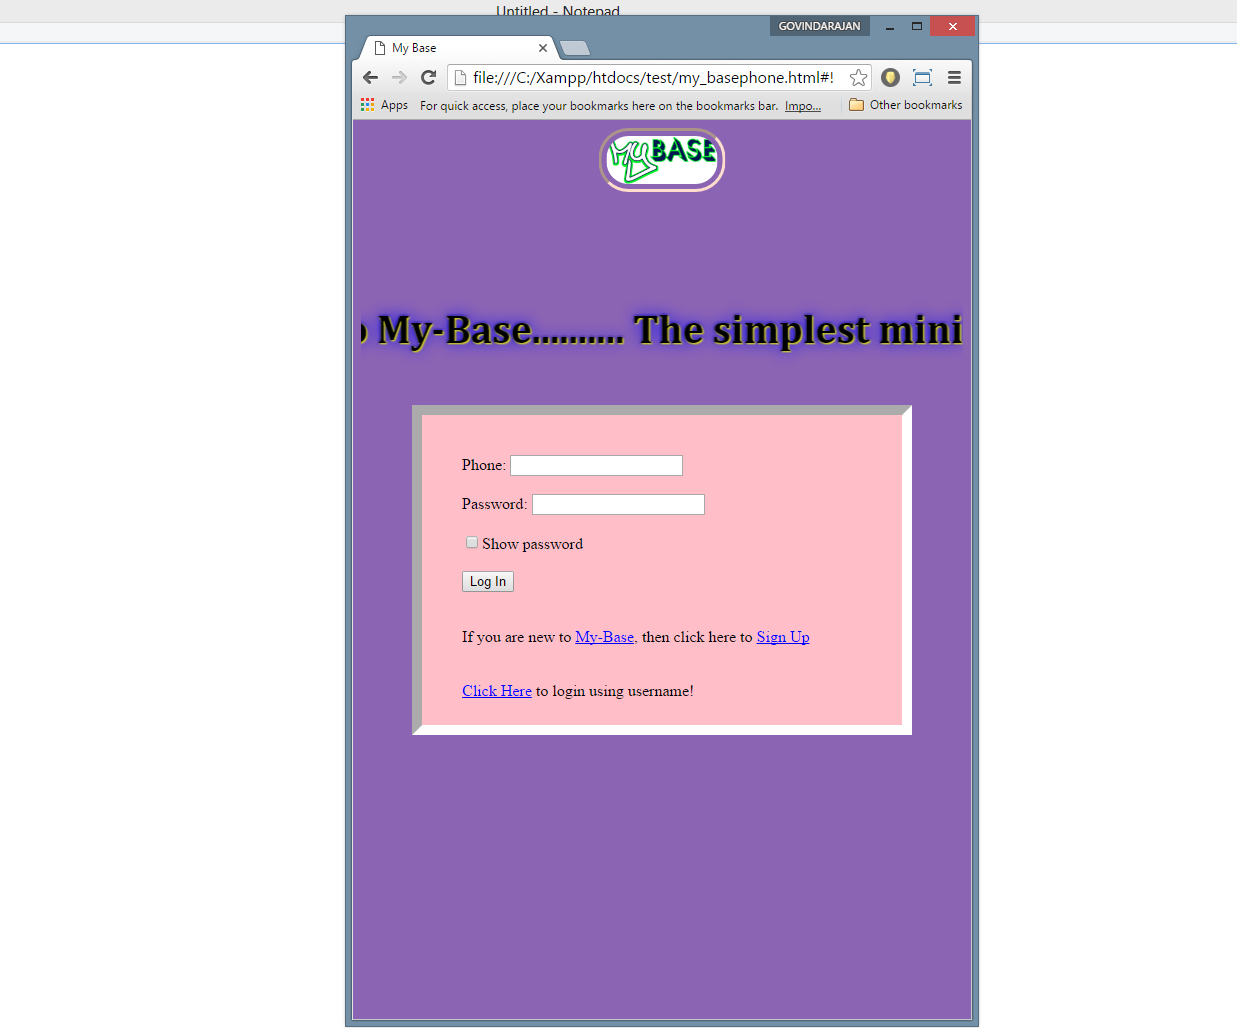 Untitled - Notepad
GOVINDARAJAN
My Base
file:///C:/Xampp/htdocs/test/my_basephone.html#!
Apps For quick access, place your bookmarks here on the bookmarks bar. Impo... Other bookmarks
My BASE
My-Base.......... The simplest mini
Phone:
Password:
Show password
Log In
If you are new to My-Base, then click here to Sign Up
Click Here to login using username!